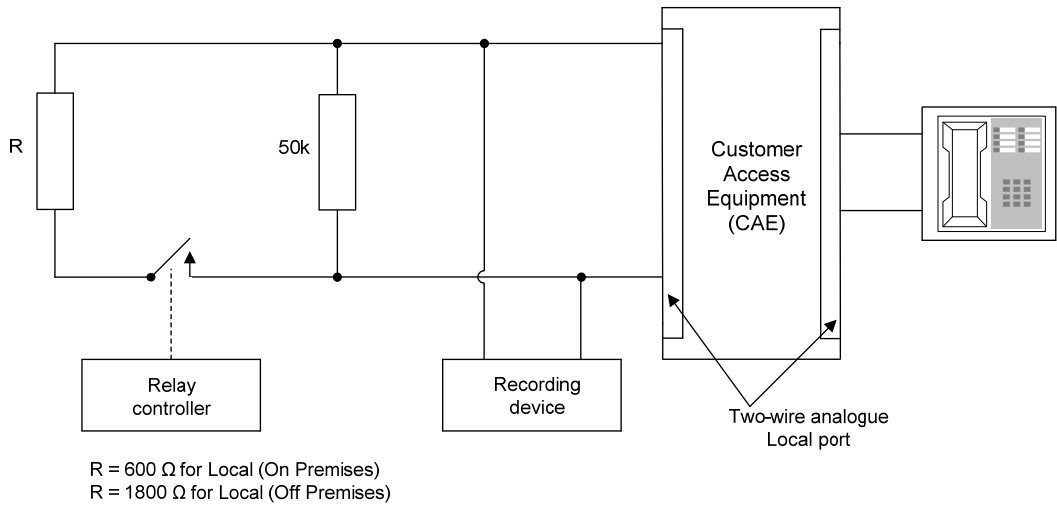 R
50k
Customer
Access
Equipment
(CAE)
Relay
controller
Recording
device
Two-wire analogue
Local port
R = 600 Ω for Local (On Premises)
R = 1800 Ω for Local (Off Premises)